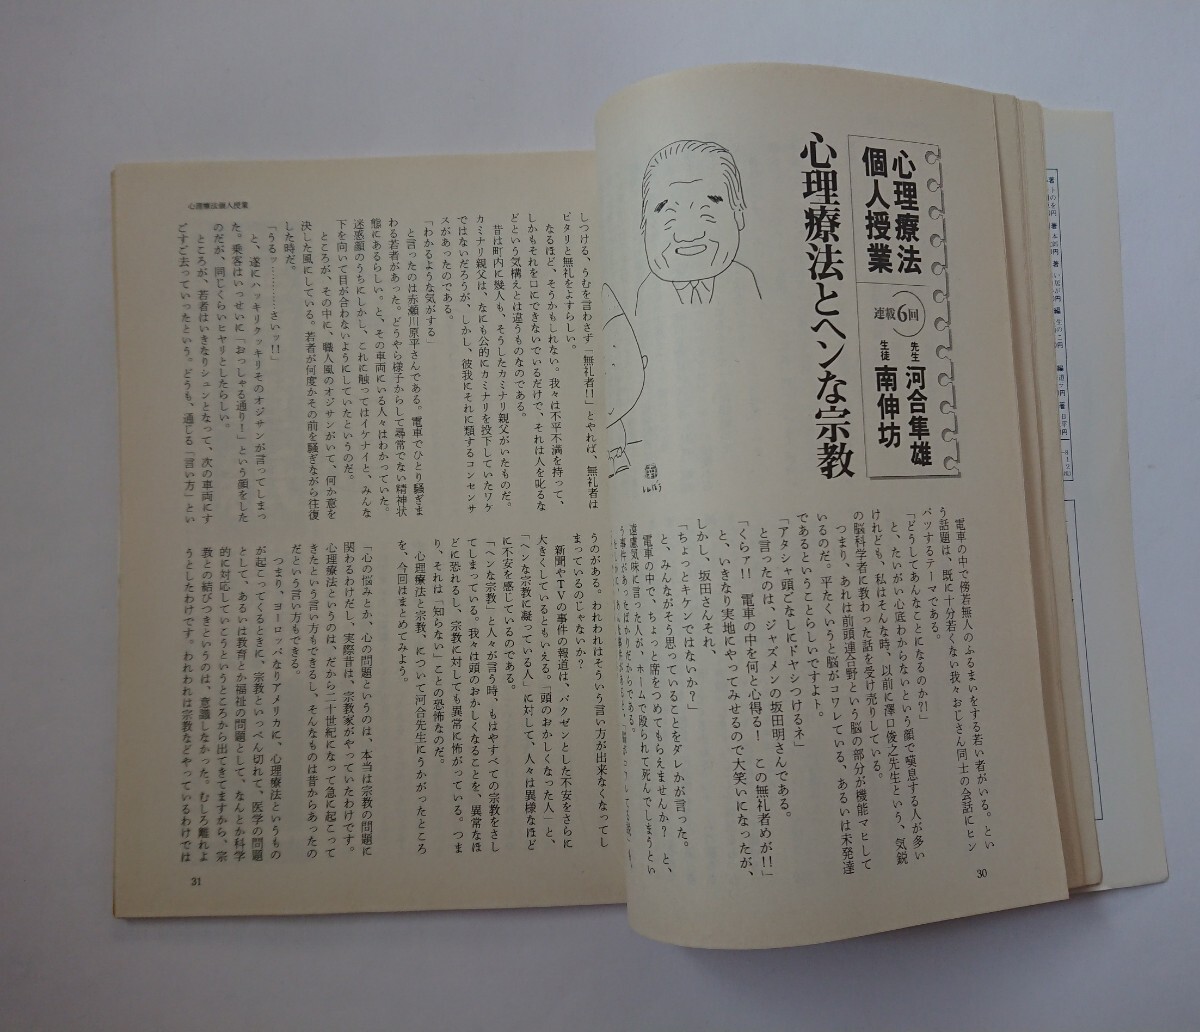 心理療法
個人授業
連載6回
先生 河合隼雄
生徒 南伸坊
心理療法とヘンな宗教
電車の中で傍若無人のふるまいをする若い者がいる。とい
う話題は、既に十分若くない我々おじさん同士の会話にヒン
パツするテーマである。
「どうしてあんなことになるのか?!」
と、たいがい心底わからないという顔で嘆息する人が多い
けれども、私はそんな時、以前に澤口俊之先生という、気鋭
の脳科学者に教わった話を受け売りしている。
つまり、あれは前頭連合野という脳の部分が機能マヒして
いるのだ。平たくいうと脳がコワレている、あるいは未発達
であるということらしいですよト。
「アタシャ頭ごなしにドヤシつけるネ」
と言ったのは、ジャズメンの坂田明さんである。
「くらァ!! 電車の中を何と心得る! この無礼者めが!!」
と、いきなり実地にやってみせるので大笑いになったが、
しかし、坂田さんそれ、
「ちょっとキケンではないか?」
と、みんながそう思っていることをダレかが言った。
電車の中で、ちょっと席をつめてもらえませんか? と、
遠慮気味に言った人が、ホームで殴られて死んでしまうとい
う事件があったばかりだからである。
30
心理療法個人授業
しつける、うむを言わさず「無礼者!!」とやれば、無礼者は
ピタリと無礼をよすらしい。
なるほど、そうかもしれない。我々は不平不満を持って、
しかもそれを口にできないでいるだけで、それは人を叱るな
どという気構えとは違うものなのである。
昔は町内に幾人も、そうしたカミナリ親父がいたものだ。
カミナリ親父は、なにも公的にカミナリを投下していたワケ
ではないだろうが、しかし、彼我にそれに類するコンセンサ
スがあったのである。
「わかるような気がする」
と言ったのは赤瀬川原平さんである。電車でひとり騒ぎま
わる若者があった。どうやら様子からして尋常でない精神状
態にあるらしい。と、その車両にいる人々はわかっていた。
迷惑顔のうちにしかし、これに触ってはイケナイと、みんな
下を向いて目が合わないようにしていたというのだ。
ところが、その中に、職人風のオジサンがいて、何か意を
決した風にしている。若者が何度かその前を騒ぎながら往復
した時だ。
「うるッ…………さいッ!!」
と、遂にハッキリクッキリそのオジサンが言ってしまっ
た。乗客はいっせいに「おっしゃる通り!」という顔をした
のだが、同じくらいヒヤリとしたらしい。
ところが、若者はいきなりシュンとなって、次の車両にす
ごすご去っていったという。どうも、通じる「言い方」とい
うのがある。われわれはそういう言い方が出来なくなってし
まっているのじゃないか?
新聞やTVの事件の報道は、バクゼンとした不安をさらに
大きくしているともいえる。「頭のおかしくなった人」と、
「ヘンな宗教に凝っている人」に対して、人々は異様なほど
に不安を感じているのである。
「ヘンな宗教」と人々が言う時、もはやすべての宗教をさし
てしまっている。我々は頭のおかしくなることを、異常なほ
どに恐れるし、宗教に対しても異常に怖がっている。つま
り、それは「知らない」ことの恐怖なのだ。
心理療法と宗教、について河合先生にうかがったところ
を、今回はまとめてみよう。
「心の悩みとか、心の問題というのは、本当は宗教の問題に
関わるわけだし、実際昔は、宗教家がやっていたわけです。
心理療法というのは、だから二十世紀になって急に起こって
きたという言い方もできるし、そんなものは昔からあったの
だという言い方もできる。
つまり、ヨーロッパなりアメリカに、心理療法というもの
が起こってくるときに、宗教といっぺん切れて、医学の問題
として、あるいは教育とか福祉の問題として、なんとか科学
的に対応していこうというところから出てきてますから、宗
教との結びつきというのは、意識しなかった。むしろ離れよ
うとしたわけです。われわれは宗教などやっているわけでは
31